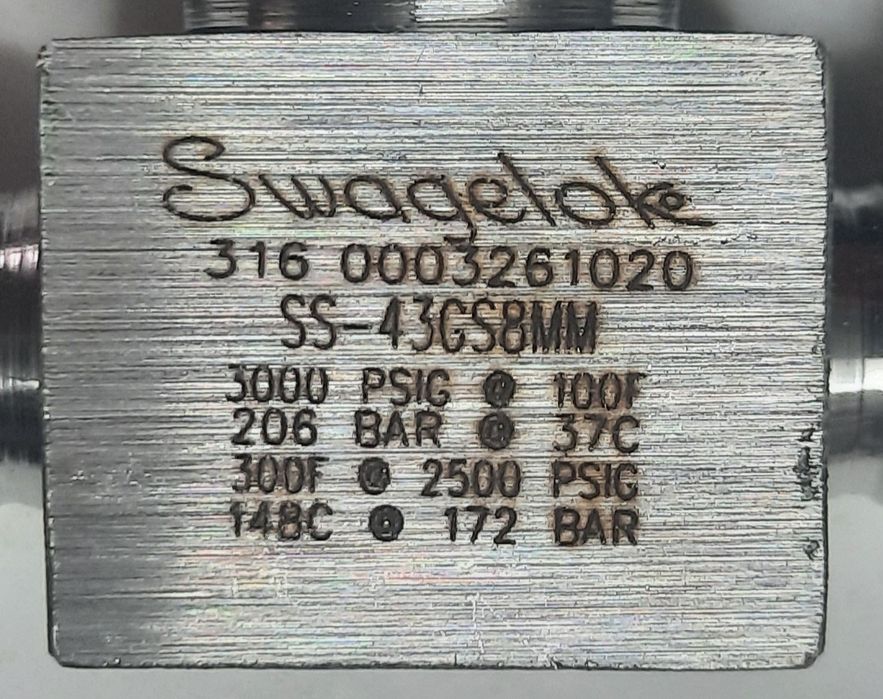 Swagelok
316 0003261020
SS-43GS8MM
3000 PSIG @ 100F
206 BAR @ 37C
300F @ 2500 PSIG
148C @ 172 BAR